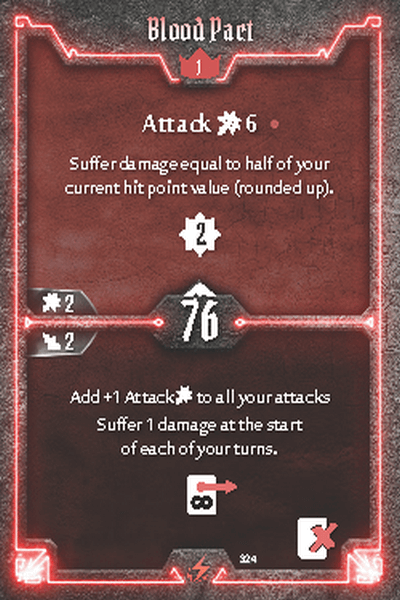 Blood Pact
1
Attack 6
Suffer damage equal to half of your
current hit point value (rounded up).
2
2
76
2
Add +1 Attack to all your attacks
Suffer 1 damage at the start
of each of your turns.
∞
324